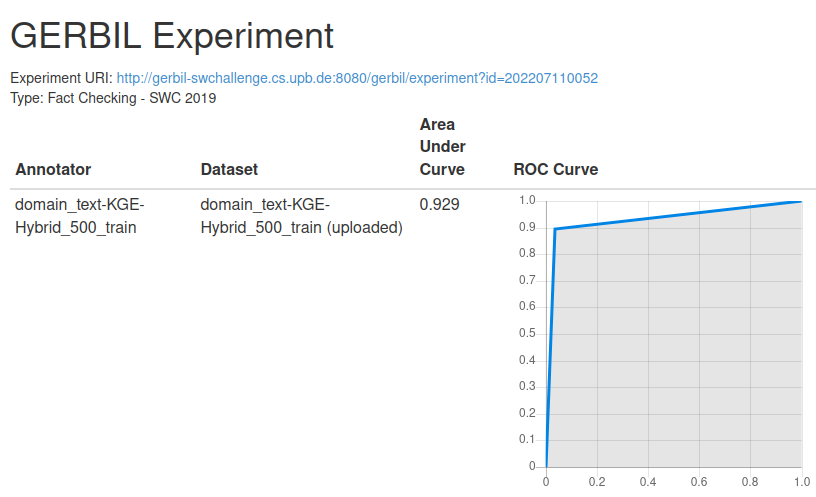 GERBIL Experiment
Experiment URI: http://gerbil-swchallenge.cs.upb.de:8080/gerbil/experiment?id=202207110052
Type: Fact Checking - SWC 2019
Annotator
Dataset
Area
Under
Curve
ROC Curve
domain_text-KGE-
Hybrid_500_train
domain_text-KGE-
Hybrid_500_train (uploaded)
0.929
1.0
0.9
0.8
0.7
0.6
0.5
0.4
0.3
0.2
0.1
0
0 0.2 0.4 0.6 0.8 1.0